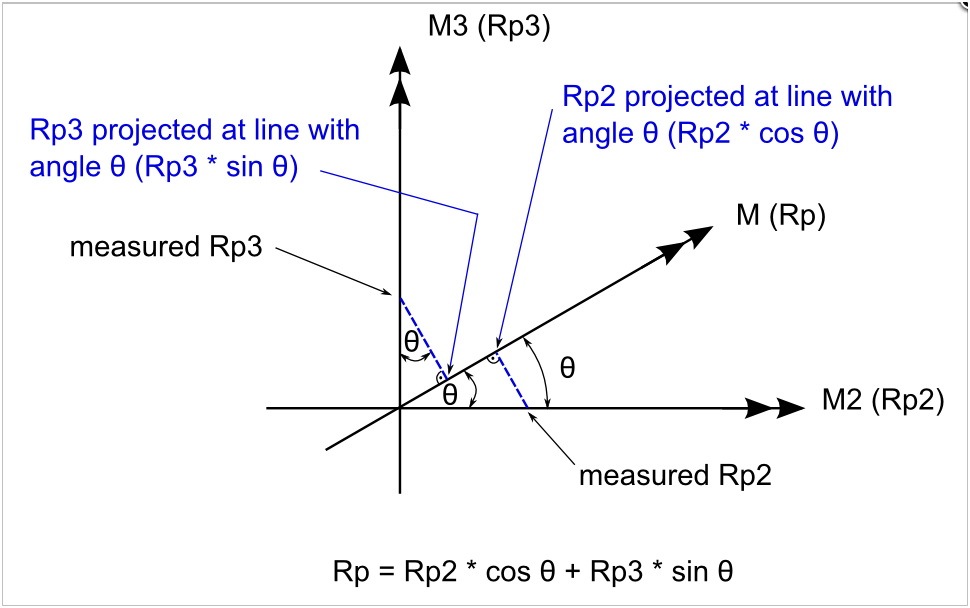 M3 (Rp3)
Rp2 projected at line with
angle θ (Rp2 * cos θ)
Rp3 projected at line with
angle θ (Rp3 * sin θ)
M (Rp)
measured Rp3
θ
θ
θ
M2 (Rp2)
measured Rp2
Rp = Rp2 * cos θ + Rp3 * sin θ